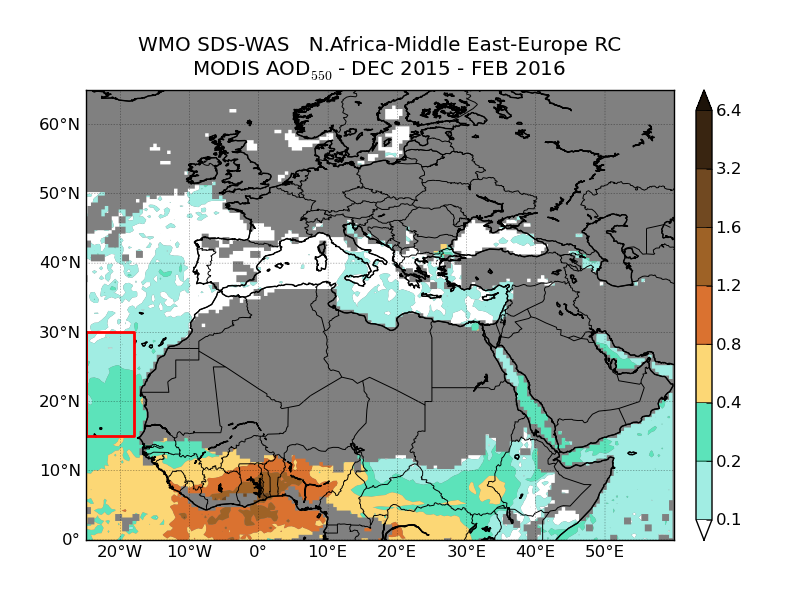 WMO SDS-WAS   N.Africa-Middle East-Europe RC
MODIS AOD550 - DEC 2015 - FEB 2016
60°N
50°N
40°N
30°N
20°N
10°N
0°
20°W
10°W
0°
10°E
20°E
30°E
40°E
50°E
6.4
3.2
1.6
1.2
0.8
0.4
0.2
0.1